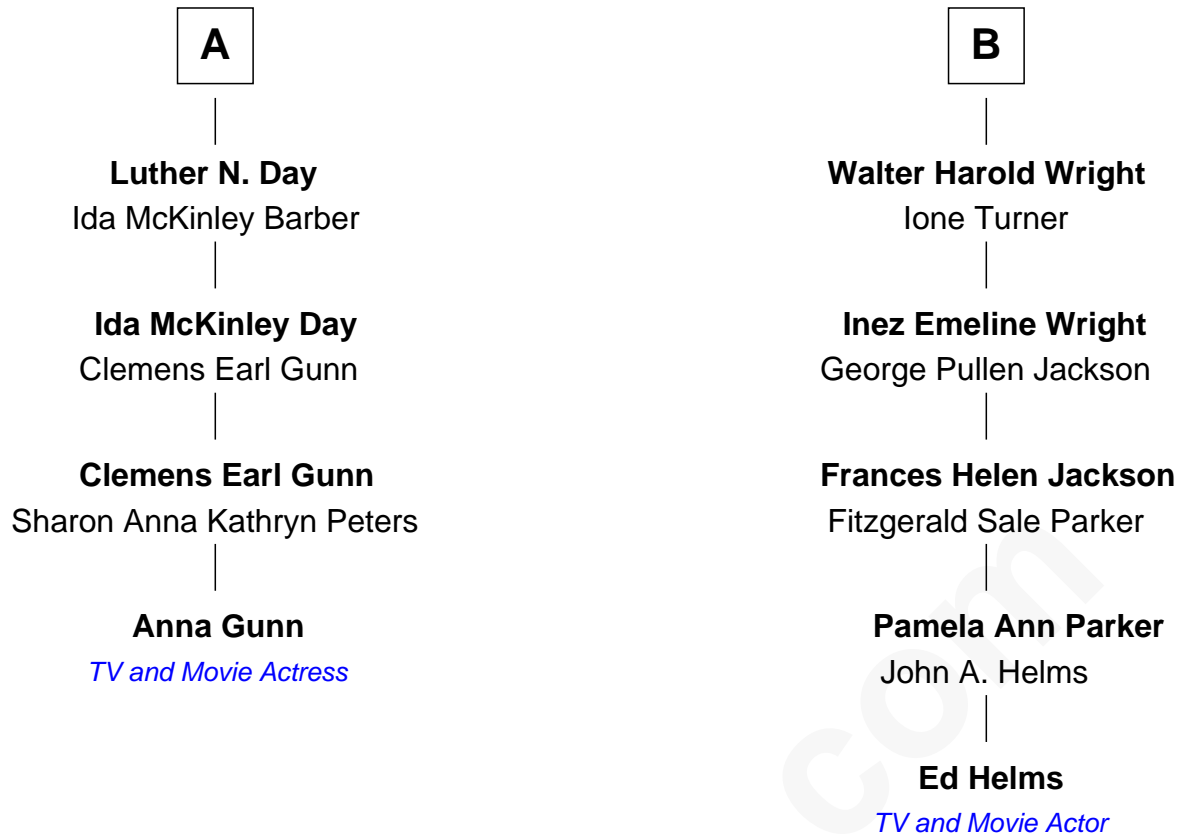 A
Luther N. Day
Ida McKinley Barber
Ida McKinley Day
Clemens Earl Gunn
Clemens Earl Gunn
Sharon Anna Kathryn Peters
Anna Gunn
TV and Movie Actress
B
Walter Harold Wright
Ione Turner
Inez Emeline Wright
George Pullen Jackson
Frances Helen Jackson
Fitzgerald Sale Parker
Pamela Ann Parker
John A. Helms
Ed Helms
TV and Movie Actor
com